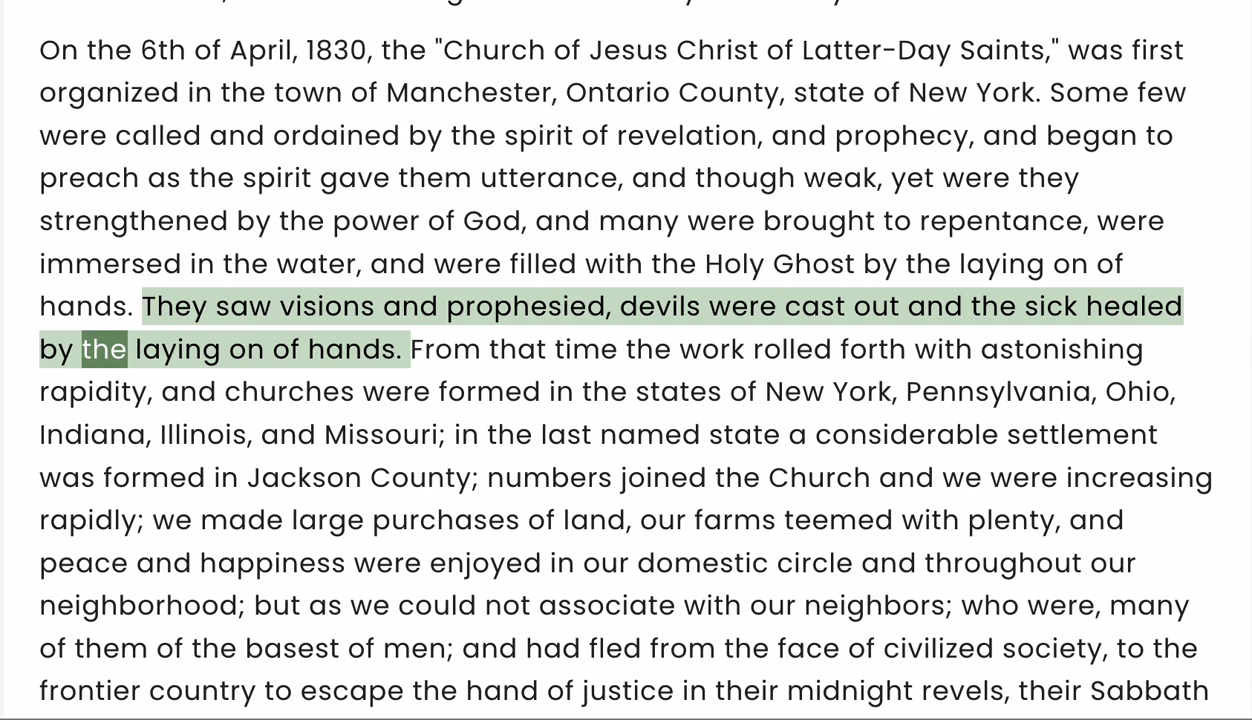 On the 6th of April, 1830, the "Church of Jesus Christ of Latter-Day Saints," was first
organized in the town of Manchester, Ontario County, state of New York. Some few
were called and ordained by the spirit of revelation, and prophecy, and began to
preach as the spirit gave them utterance, and though weak, yet were they
strengthened by the power of God, and many were brought to repentance, were
immersed in the water, and were filled with the Holy Ghost by the laying on of
hands. They saw visions and prophesied, devils were cast out and the sick healed
by the laying on of hands. From that time the work rolled forth with astonishing
rapidity, and churches were formed in the states of New York, Pennsylvania, Ohio,
Indiana, Illinois, and Missouri; in the last named state a considerable settlement
was formed in Jackson County; numbers joined the Church and we were increasing
rapidly; we made large purchases of land, our farms teemed with plenty, and
peace and happiness were enjoyed in our domestic circle and throughout our
neighborhood; but as we could not associate with our neighbors; who were, many
of them of the basest of men; and had fled from the face of civilized society, to the
frontier country to escape the hand of justice in their midnight revels, their Sabbath